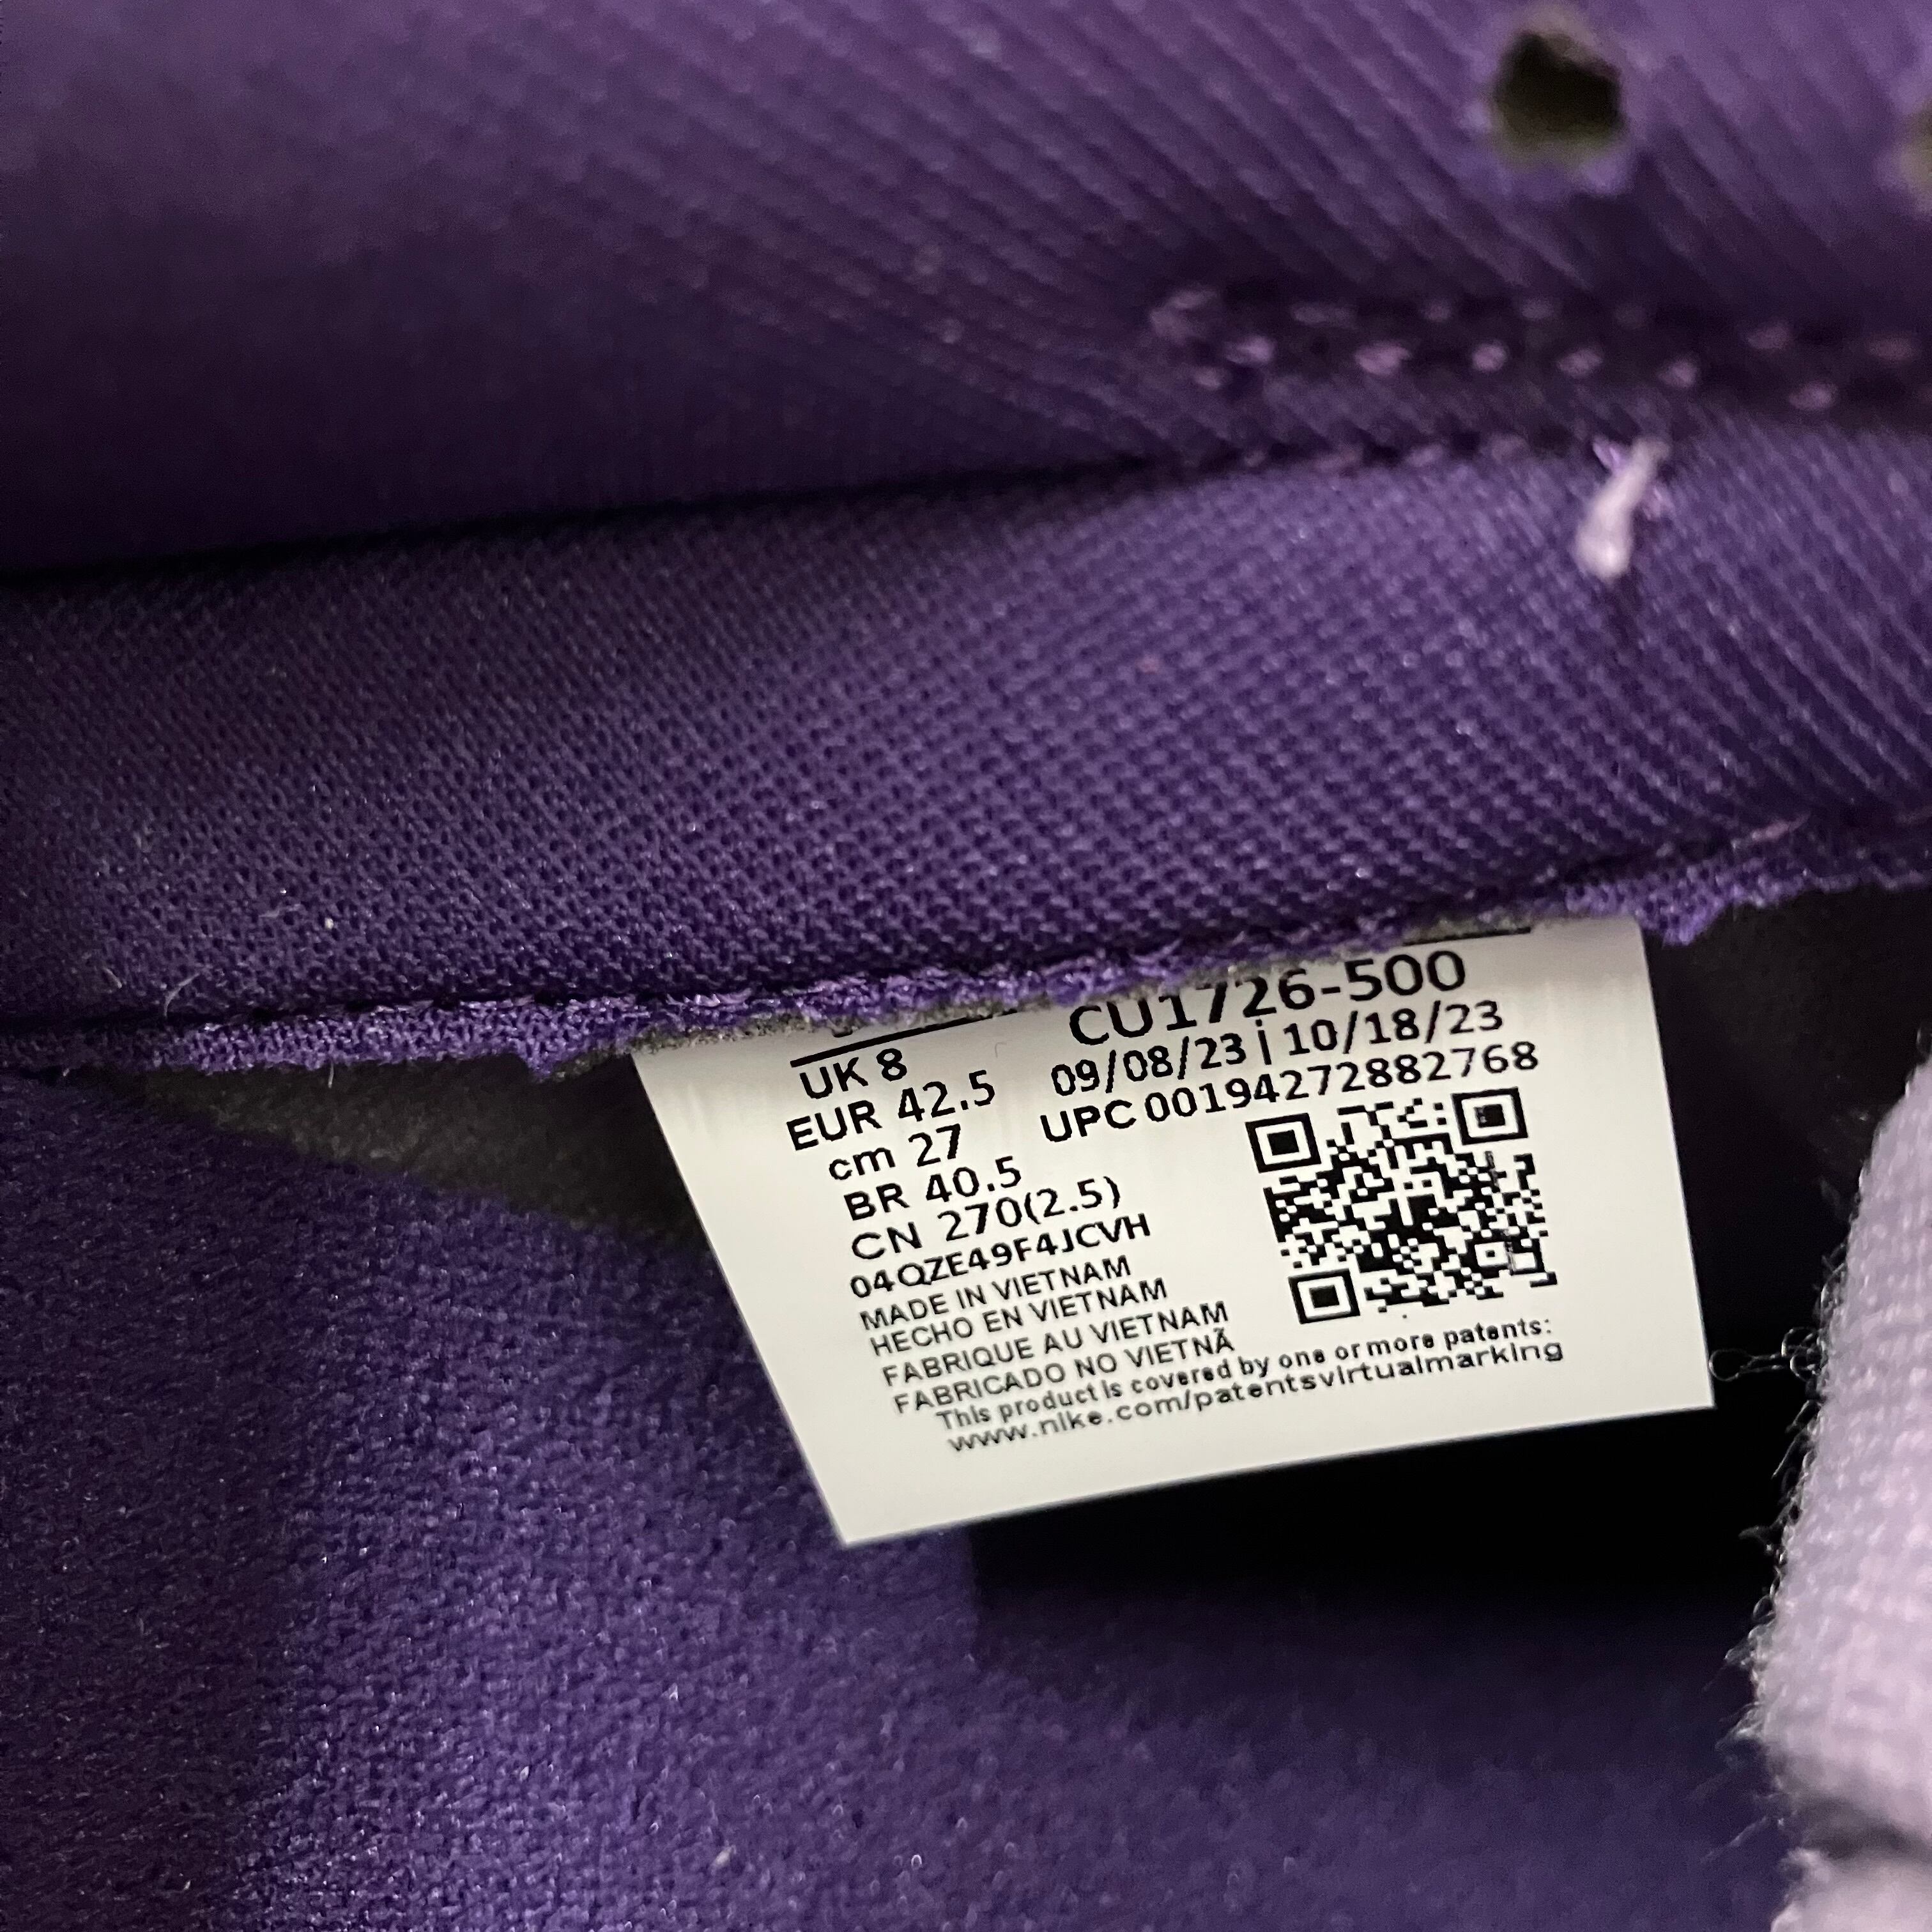 CU1726-500
UK 8
09/08/23 | 10/18/23
EUR 42.5
UPC 00194272882768
cm 27
BR 40.5
CN 270(2.5)
04QZE49F4JCVH
MADE IN VIETNAM
HECHO EN VIETNAM
FABRIQUE AU VIETNAM
FABRICADO NO VIETNÃ
This product is covered by one or more patents:
www.nike.com/patentsvirtualmarking